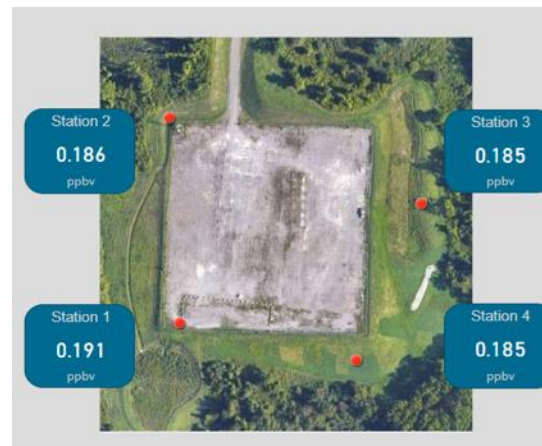 Station 2
0.186
ppbv
Station 3
0.185
ppbv
Station 1
0.191
ppbv
Station 4
0.185
ppbv